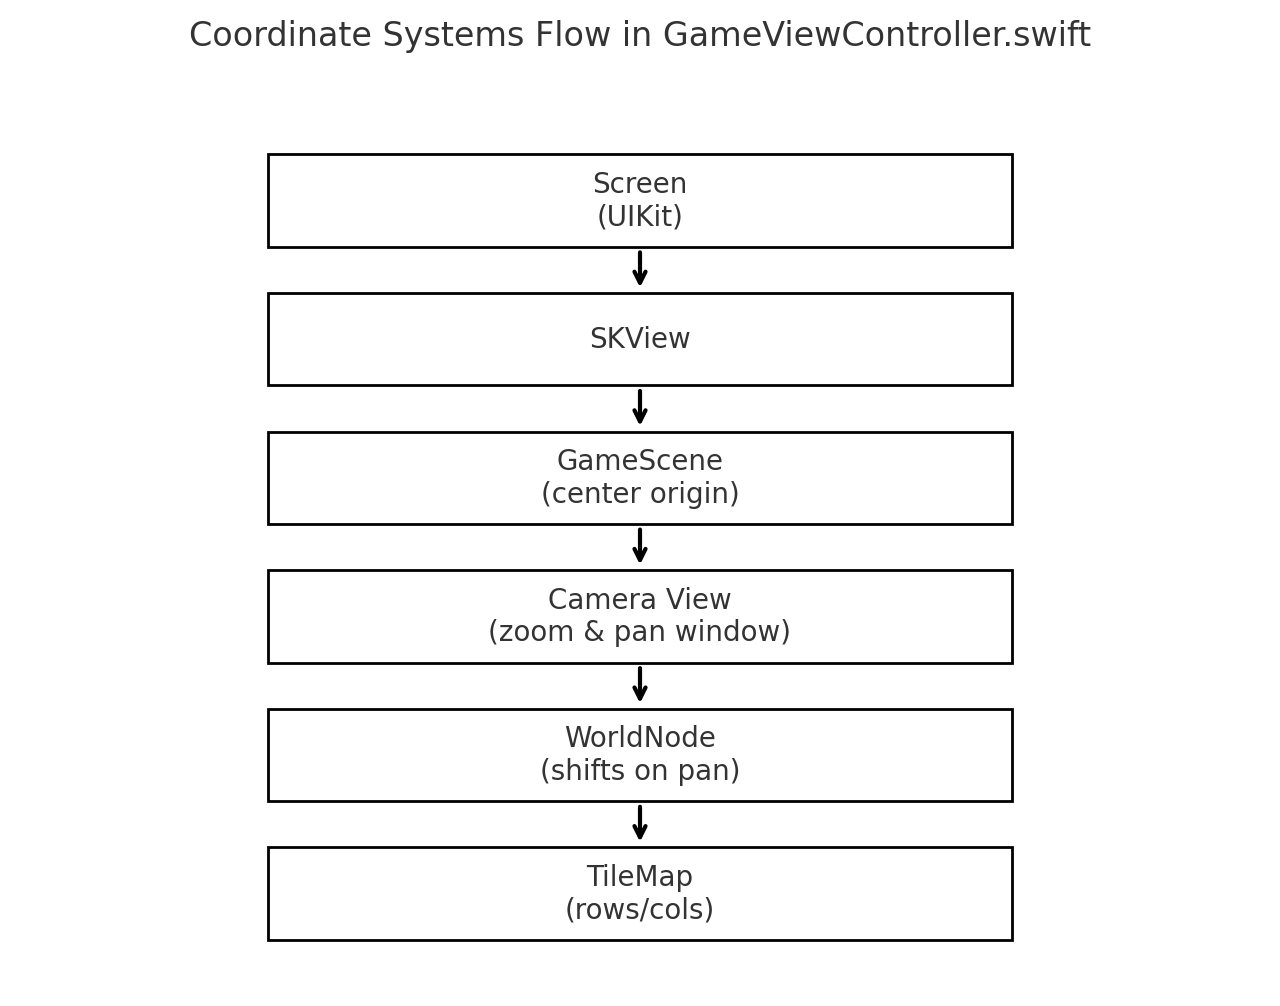 Coordinate Systems Flow in GameViewController.swift
Screen
(UIKit)
SKView
GameScene
(center origin)
Camera View
(zoom & pan window)
WorldNode
(shifts on pan)
TileMap
(rows/cols)